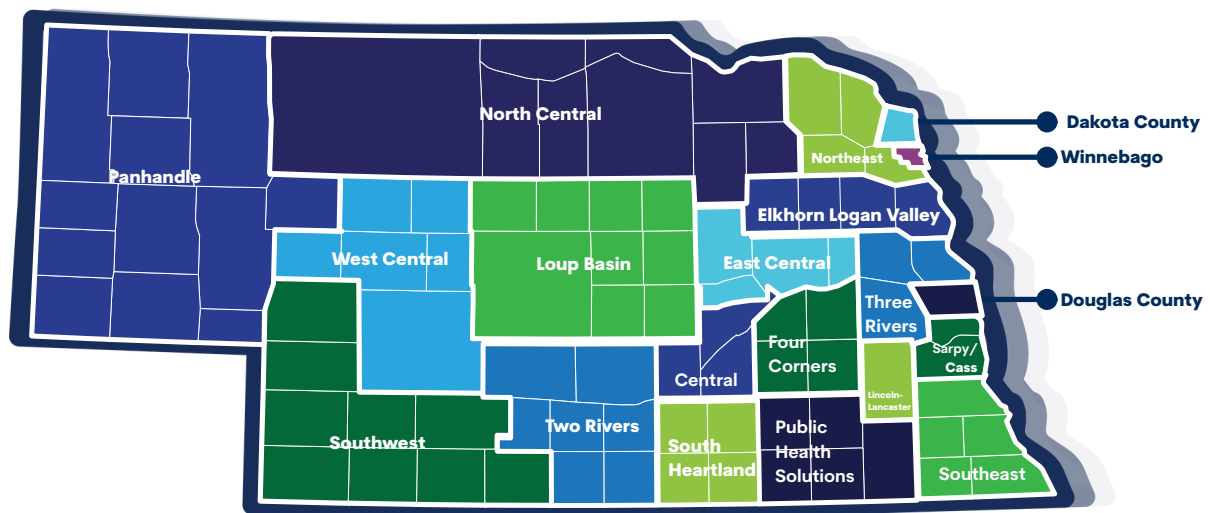 North Central
Dakota County
Northeast
Winnebago
Panhandle
Elkhorn Logan Valley
West Central
Loup Basin
East Central
Douglas County
Three
Rivers
Four
Corners
Sarpy/
Cass
Central
Lincoln-
Lancaster
Southwest
Two Rivers
South
Heartland
Public
Health
Solutions
Southeast